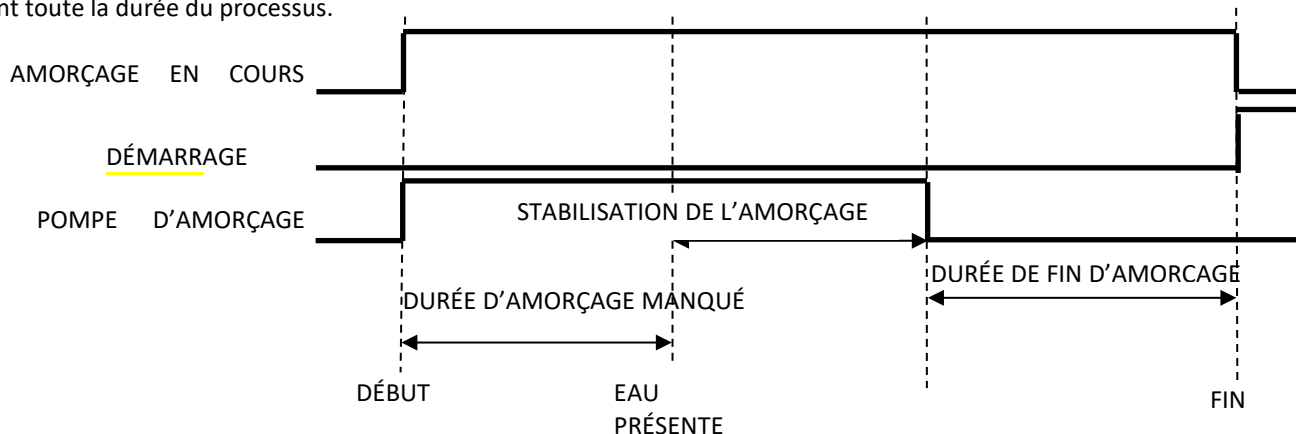 nt toute la durée du processus.
AMORÇAGE EN COURS
DÉMARRAGE
POMPE D'AMORÇAGE
STABILISATION DE L'AMORÇAGE
DURÉE DE FIN D'AMORCAGE
DURÉE D'AMORÇAGE MANQUÉ
DÉBUT
EAU
PRÉSENTE
FIN